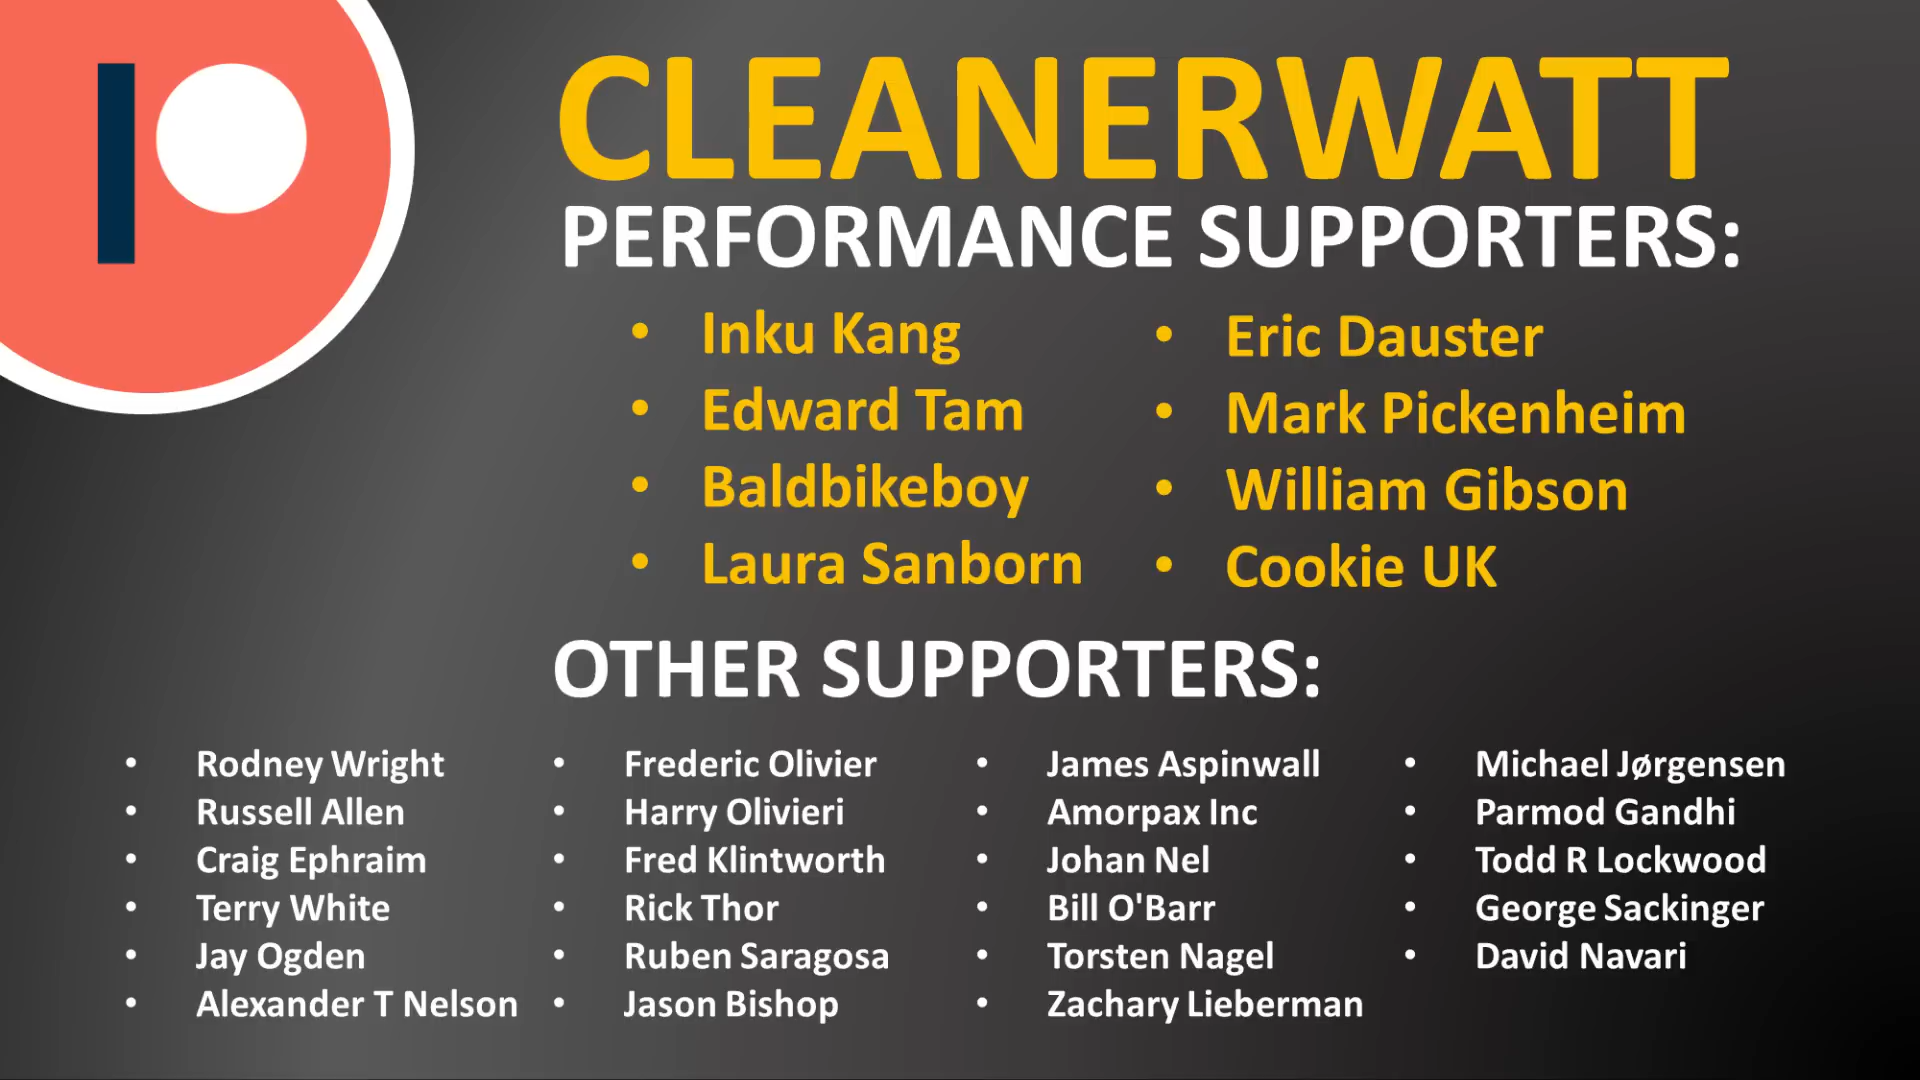 CLEANERWATT
PERFORMANCE SUPPORTERS:
• Inku Kang
• Edward Tam
• Baldbikeboy
• Laura Sanborn
• Eric Dauster
• Mark Pickenheim
• William Gibson
• Cookie UK
OTHER SUPPORTERS:
• Rodney Wright
• Russell Allen
• Craig Ephraim
• Terry White
• Jay Ogden
• Alexander T Nelson
• Frederic Olivier
• Harry Olivieri
• Fred Klintworth
• Rick Thor
• Ruben Saragosa
• Jason Bishop
• James Aspinwall
• Amorpax Inc
• Johan Nel
• Bill O'Barr
• Torsten Nagel
• Zachary Lieberman
• Michael Jørgensen
• Parmod Gandhi
• Todd R Lockwood
• George Sackinger
• David Navari